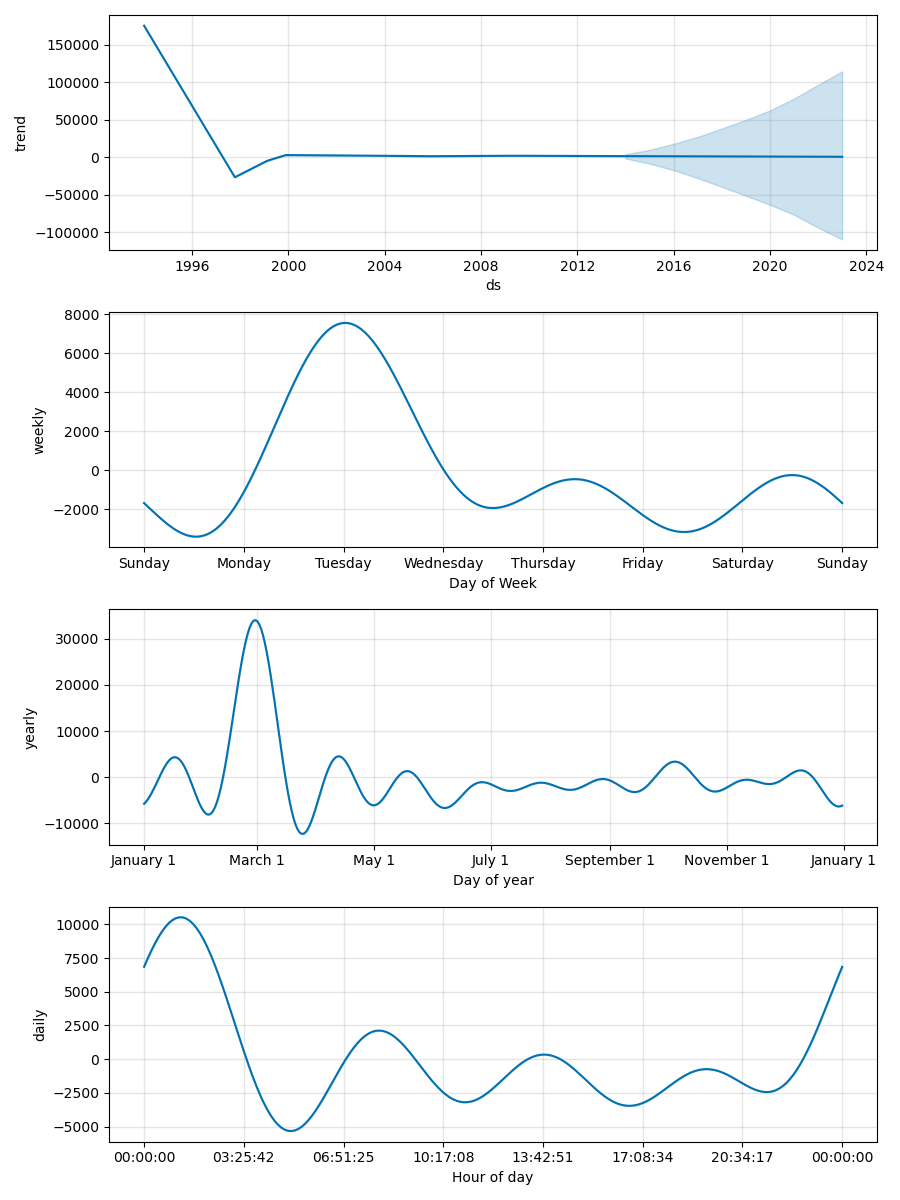 150000
100000
50000
0
−50000
−100000
trend
1996 2000 2004 2008 2012 2016 2020 2024
ds
8000
6000
4000
2000
0
−2000
weekly
Sunday Monday Tuesday Wednesday Thursday Friday Saturday Sunday
Day of Week
30000
20000
10000
0
−10000
yearly
January 1 March 1 May 1 July 1 September 1 November 1 January 1
Day of year
10000
7500
5000
2500
0
−2500
−5000
daily
00:00:00 03:25:42 06:51:25 10:17:08 13:42:51 17:08:34 20:34:17 00:00:00
Hour of day